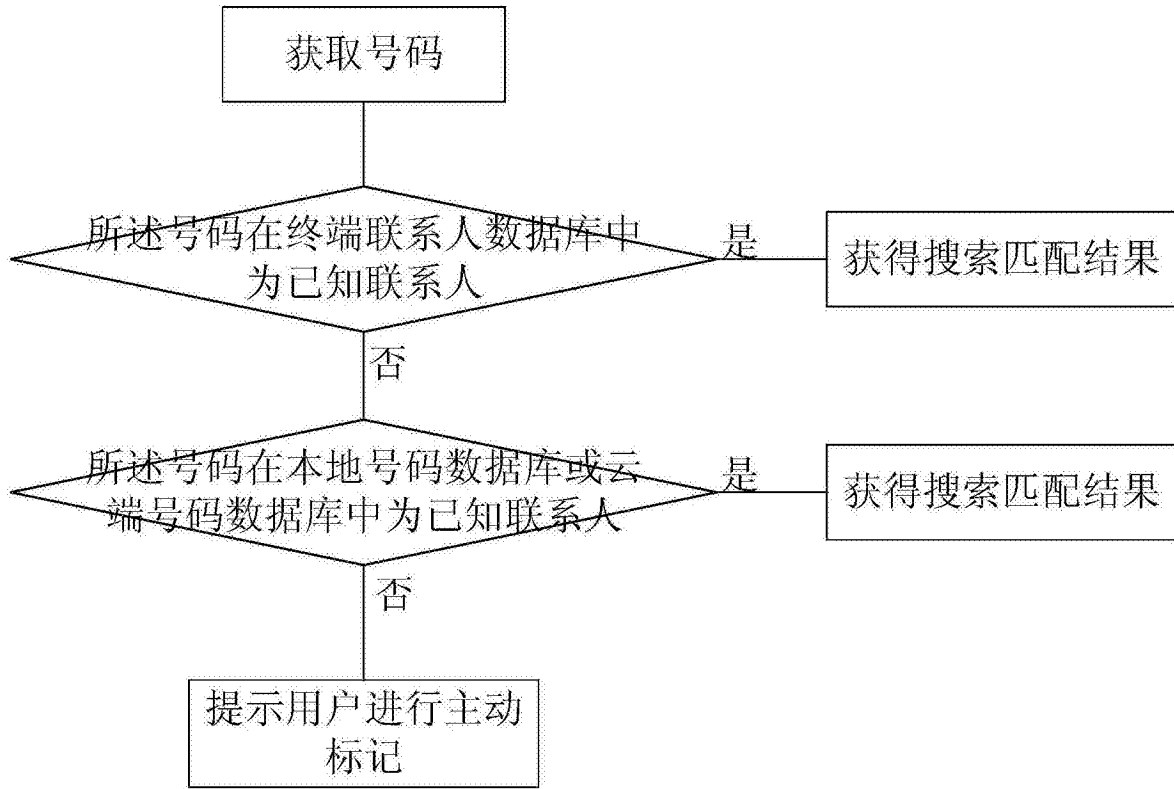 获取号码
所述号码在终端联系人数据库中
为已知联系人
是
获得搜索匹配结果
否
所述号码在本地号码数据库或云
端号码数据库中为已知联系人
是
获得搜索匹配结果
否
提示用户进行主动
标记